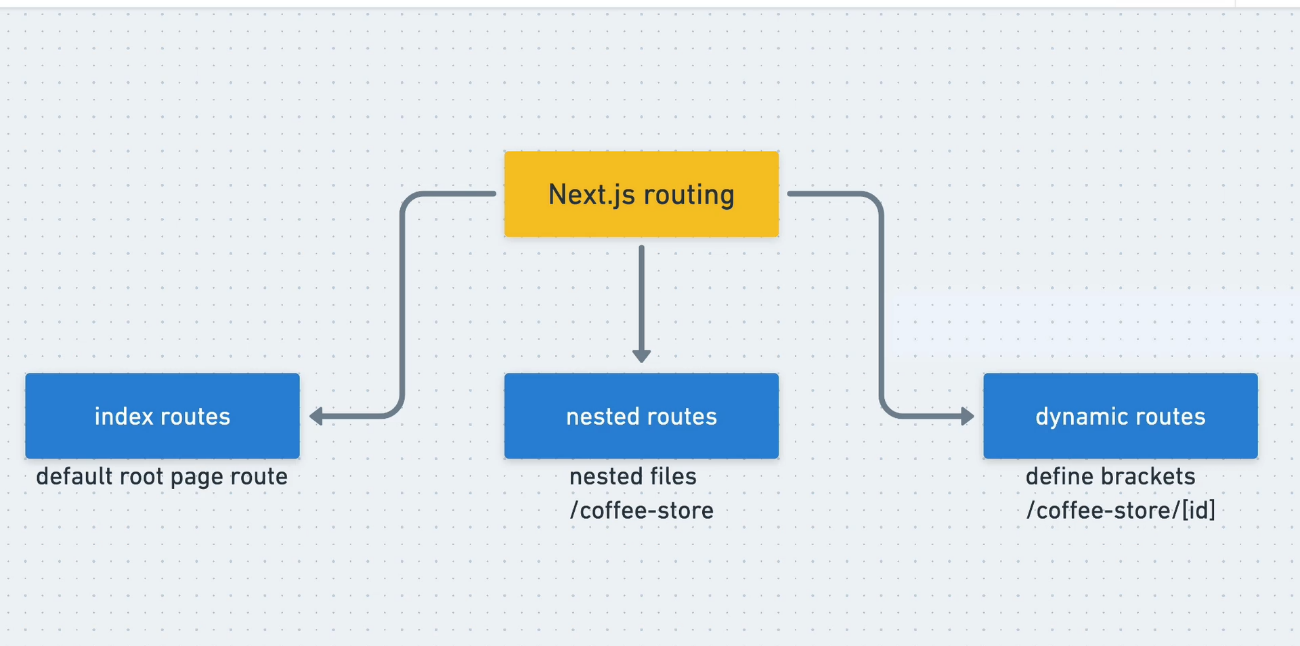 Next.js routing
index routes
default root page route
nested routes
nested files
/coffee-store
dynamic routes
define brackets
/coffee-store/[id]